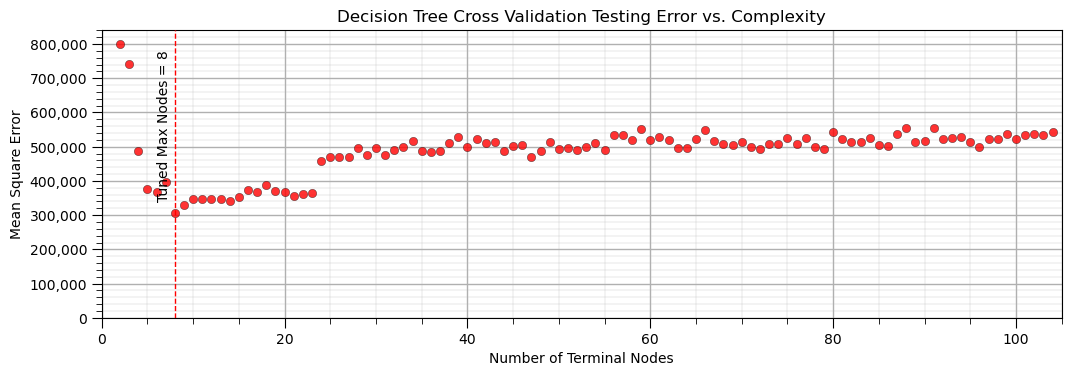 Decision Tree Cross Validation Testing Error vs. Complexity
Mean Square Error
800,000
700,000
600,000
500,000
400,000
300,000
200,000
100,000
0
Tuned Max Nodes = 8
0 20 40 60 80 100
Number of Terminal Nodes